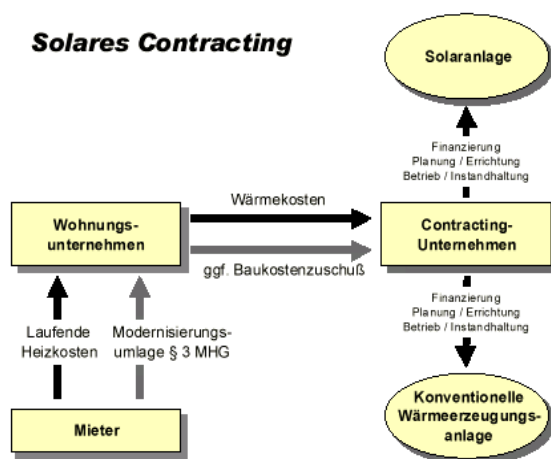 Solares Contracting
Solaranlage
Finanzierung
Planung / Errichtung
Betrieb / Instandhaltung
Wärmekosten
Wohnungs-
unternehmen
Contracting-
Unternehmen
ggf. Baukostenzuschuß
Finanzierung
Planung / Errichtung
Betrieb / Instandhaltung
Laufende
Heizkosten
Modernisierungs-
umlage § 3 MHG
Mieter
Konventionelle
Wärmeerzeugungs-
anlage